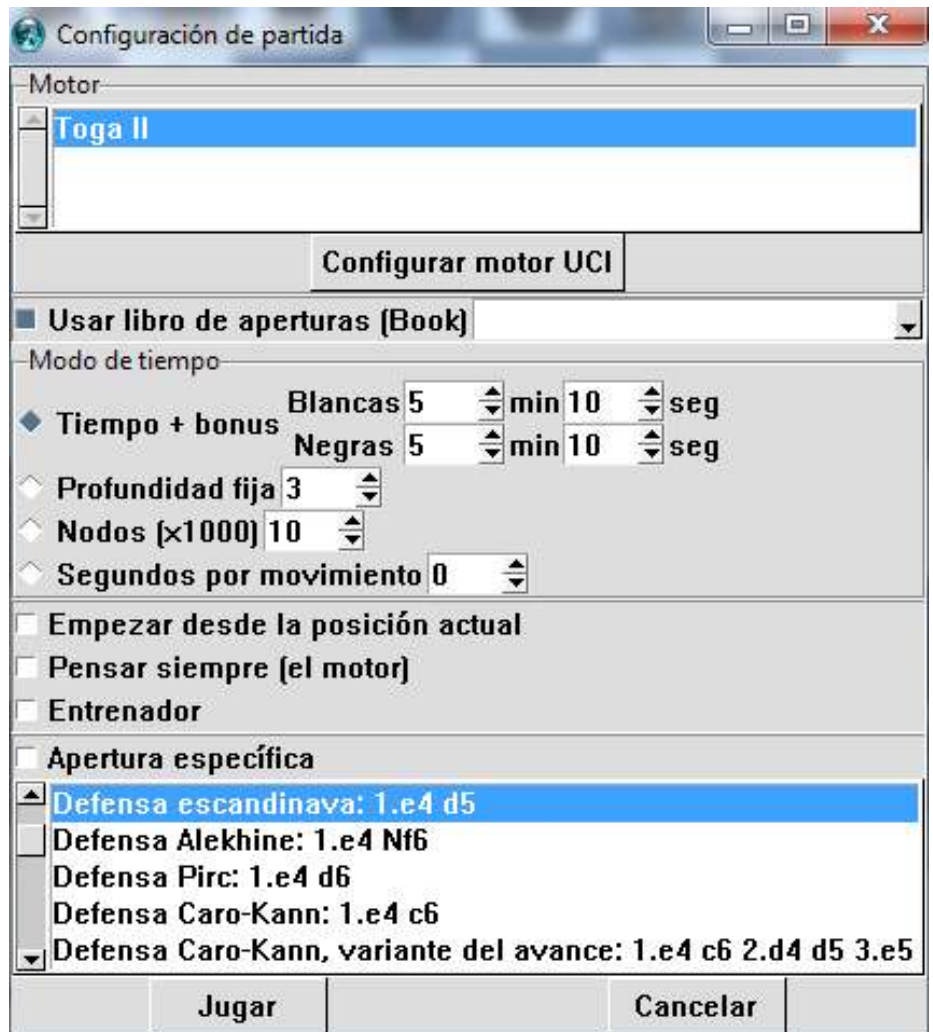 Configuración de partida
Motor
Toga II
Configurar motor UCI
Usar libro de aperturas (Book)
Modo de tiempo
Tiempo + bonus Blancas 5 min 10 seg
Negras 5 min 10 seg
Profundidad fija 3
Nodos (x1000) 10
Segundos por movimiento 0
Empezar desde la posición actual
Pensar siempre (el motor)
Entrenador
Apertura específica
Defensa escandinava: 1.e4 d5
Defensa Alekhine: 1.e4 Nf6
Defensa Pirc: 1.e4 d6
Defensa Caro-Kann: 1.e4 c6
Defensa Caro-Kann, variante del avance: 1.e4 c6 2.d4 d5 3.e5
Jugar Cancelar